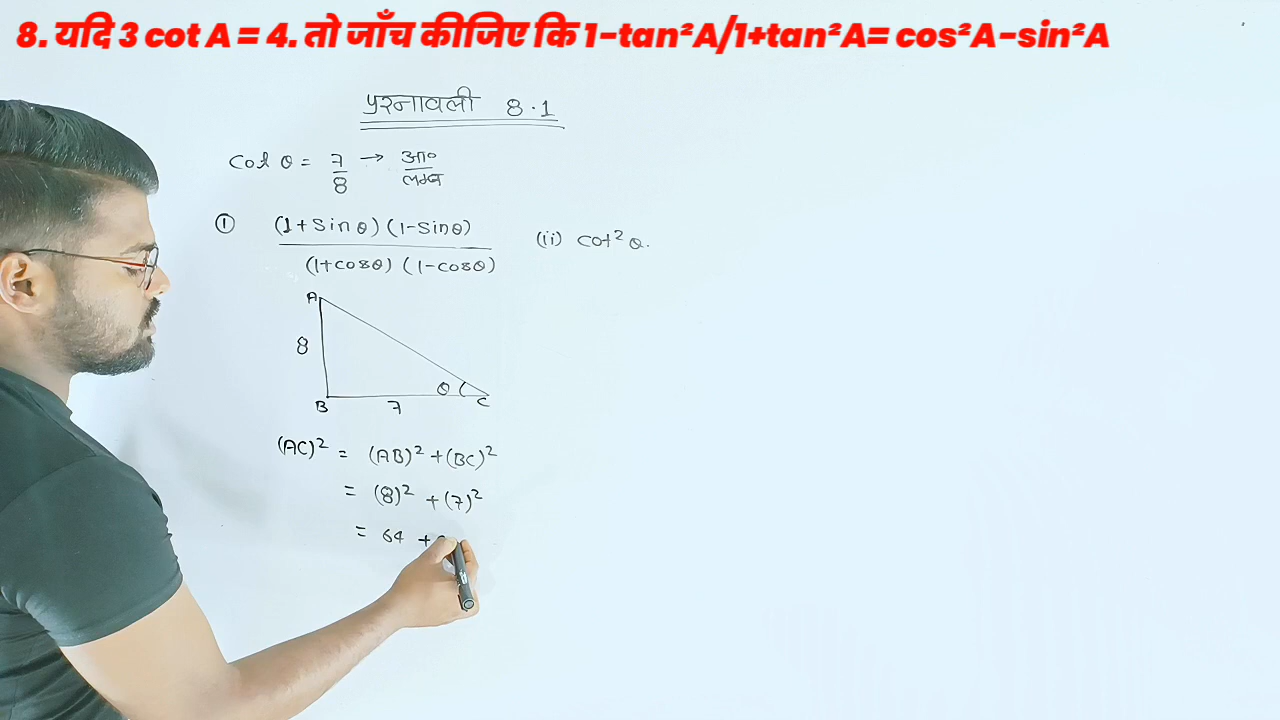 8. यदि 3 cot A = 4. तो जाँच कीजिए कि 1-tan²A/1+tan²A= cos²A-sin²A
प्रश्नावली 8.1
Cot θ = 7/8 → आ०/लम्ब
① (1+Sinθ) (1-Sinθ) / (1+cosθ) (1-cosθ) (ii) Cot²θ.
A
8
θ
B 7 C
(AC)² = (AB)² + (BC)²
= (8)² + (7)²
= 64 +